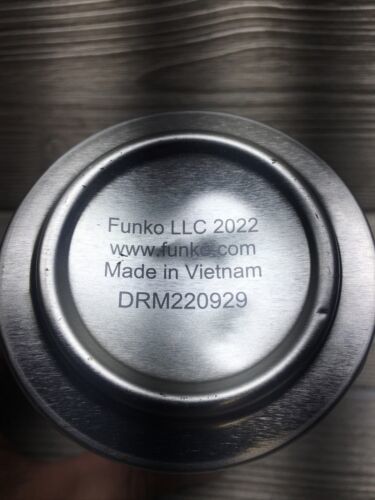 Funko LLC 2022
www.funko.com
Made in Vietnam
DRM220929